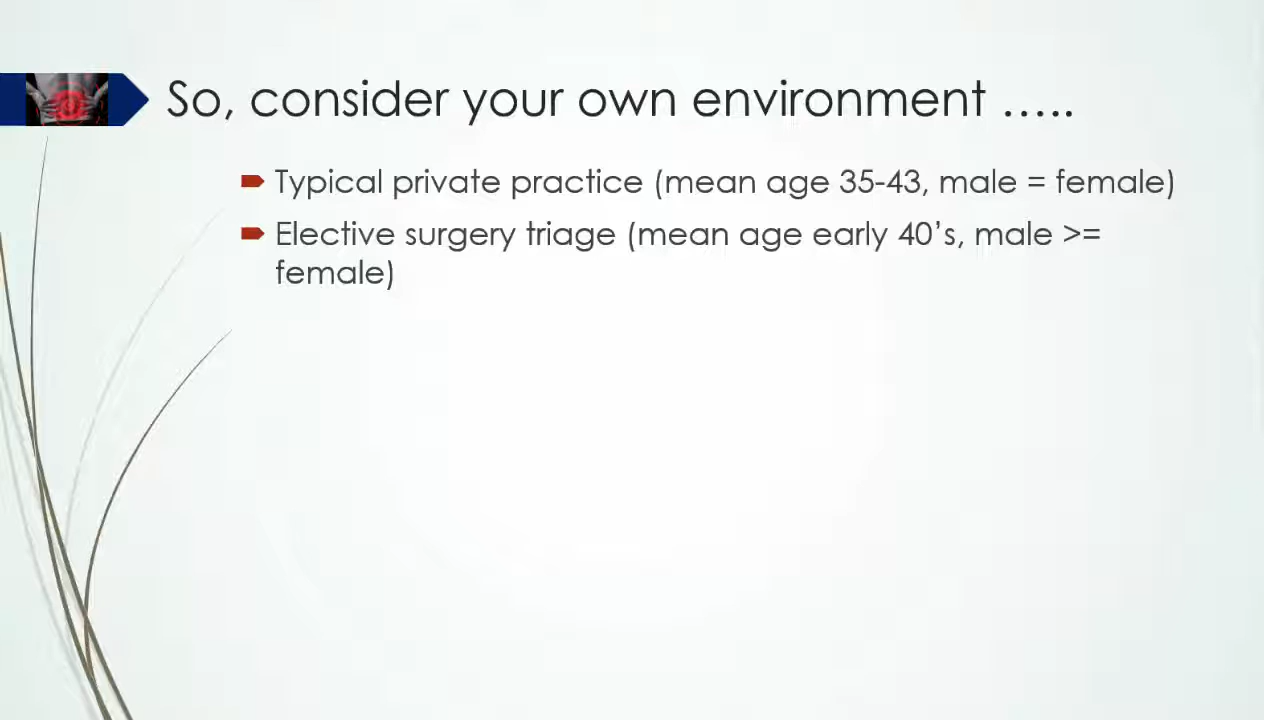 So, consider your own environment …..
Typical private practice (mean age 35-43, male = female)
Elective surgery triage (mean age early 40’s, male >=
female)